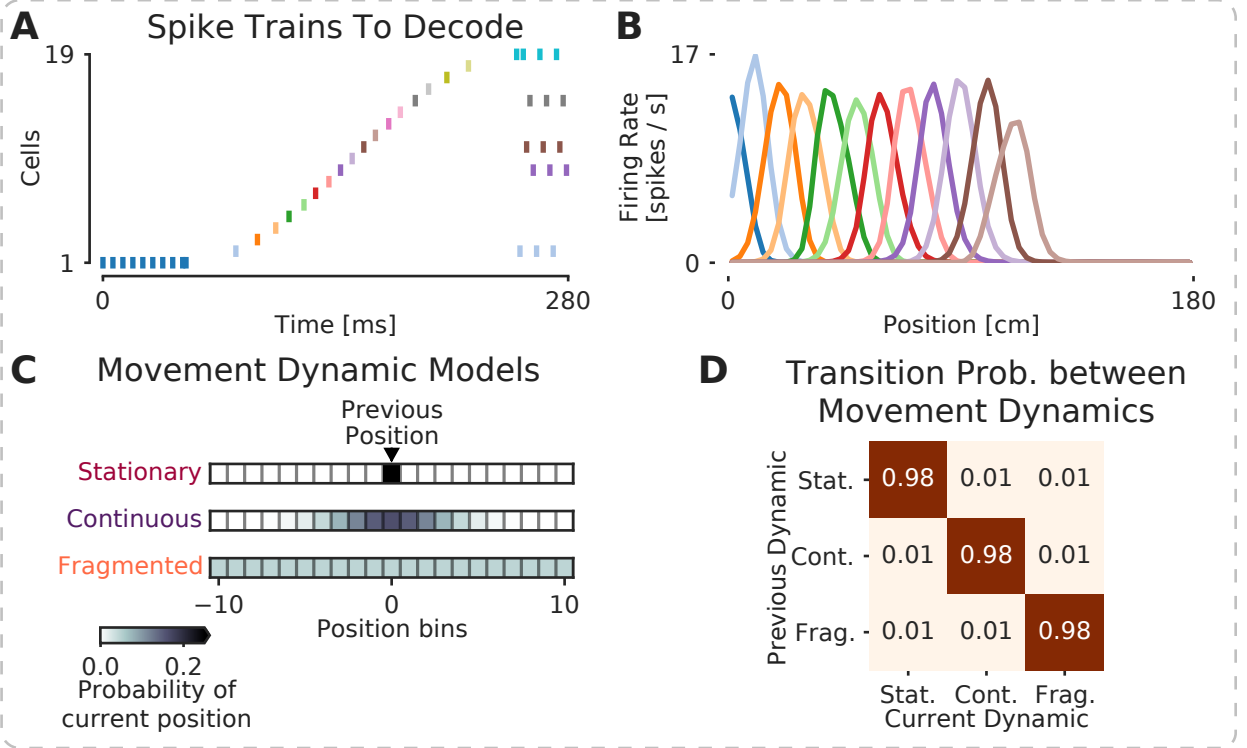 A
Spike Trains To Decode
19
Cells
1
0
280
Time [ms]
B
17
Firing Rate
[spikes / s]
0
0
180
Position [cm]
C
Movement Dynamic Models
Previous
Position
Stationary
Continuous
Fragmented
−10
0
10
Position bins
0.0
0.2
Probability of
current position
D
Transition Prob. between
Movement Dynamics
Previous Dynamic
Stat.
0.98
0.01
0.01
Cont.
0.01
0.98
0.01
Frag.
0.01
0.01
0.98
Stat.
Cont.
Frag.
Current Dynamic